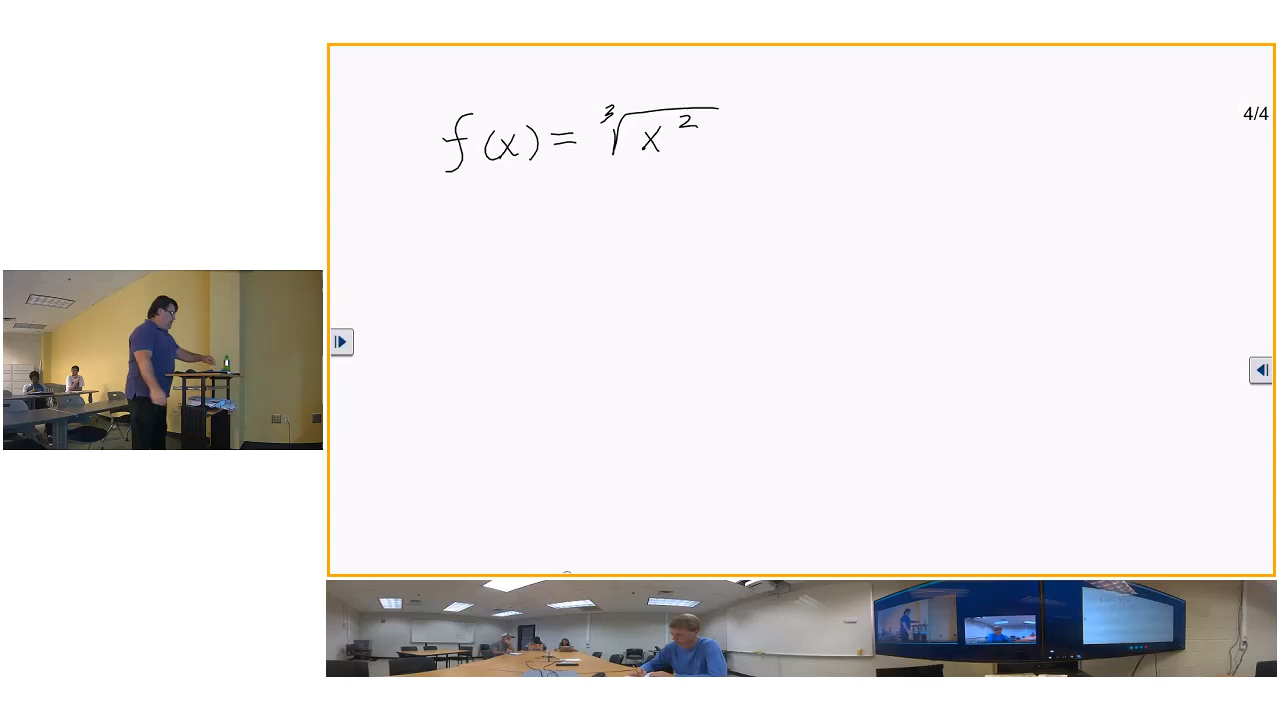 f(x) = ∛x²
4/4